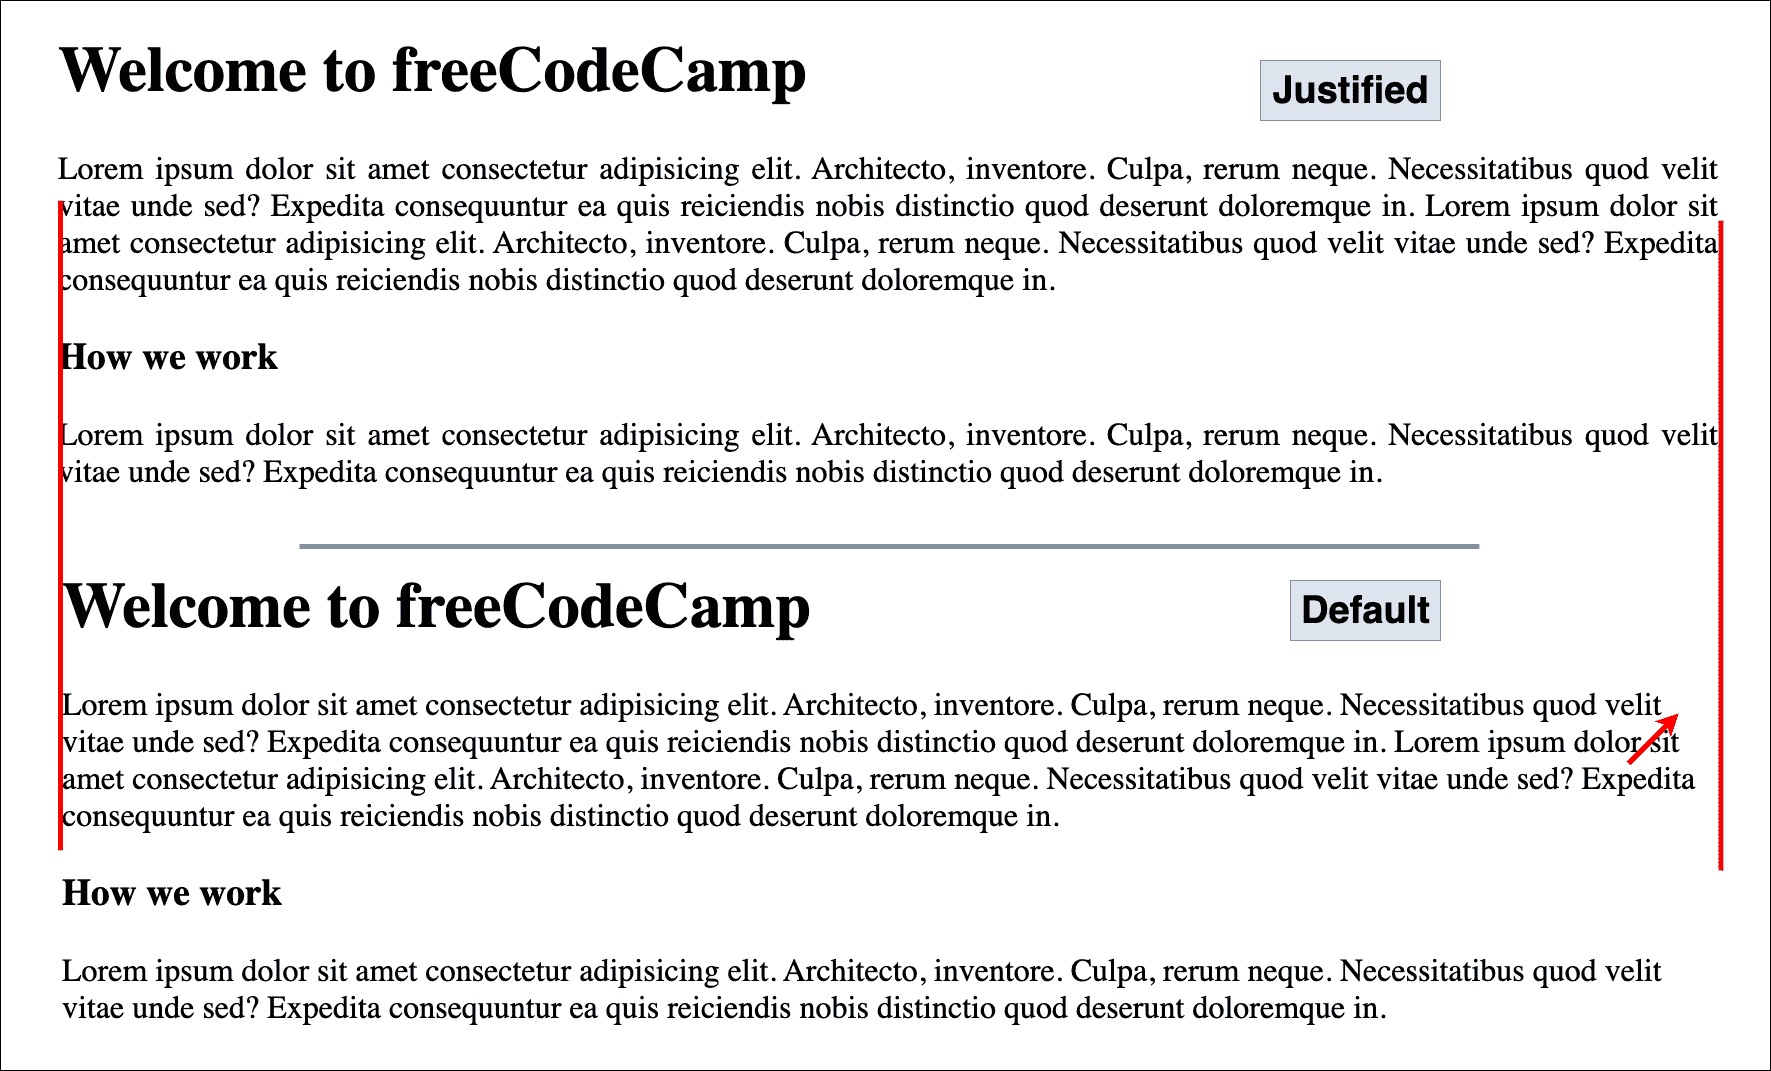 Welcome to freeCodeCamp
Justified
Lorem ipsum dolor sit amet consectetur adipisicing elit. Architecto, inventore. Culpa, rerum neque. Necessitatibus quod velit
vitae unde sed? Expedita consequuntur ea quis reiciendis nobis distinctio quod deserunt doloremque in. Lorem ipsum dolor sit
amet consectetur adipisicing elit. Architecto, inventore. Culpa, rerum neque. Necessitatibus quod velit vitae unde sed? Expedita
consequuntur ea quis reiciendis nobis distinctio quod deserunt doloremque in.
How we work
Lorem ipsum dolor sit amet consectetur adipisicing elit. Architecto, inventore. Culpa, rerum neque. Necessitatibus quod velit
vitae unde sed? Expedita consequuntur ea quis reiciendis nobis distinctio quod deserunt doloremque in.
Welcome to freeCodeCamp
Default
Lorem ipsum dolor sit amet consectetur adipisicing elit. Architecto, inventore. Culpa, rerum neque. Necessitatibus quod velit
vitae unde sed? Expedita consequuntur ea quis reiciendis nobis distinctio quod deserunt doloremque in. Lorem ipsum dolor sit
amet consectetur adipisicing elit. Architecto, inventore. Culpa, rerum neque. Necessitatibus quod velit vitae unde sed? Expedita
consequuntur ea quis reiciendis nobis distinctio quod deserunt doloremque in.
How we work
Lorem ipsum dolor sit amet consectetur adipisicing elit. Architecto, inventore. Culpa, rerum neque. Necessitatibus quod velit
vitae unde sed? Expedita consequuntur ea quis reiciendis nobis distinctio quod deserunt doloremque in.